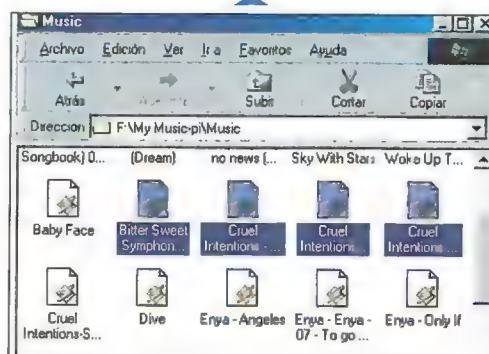 Music
Archivo Edición Ver Ir a Favoritos Ayuda
Atrás Subir Cortar Copiar
Dirección F:\My Music-pi\Music
Songbook) 0... (Dream) no news (... Sky With Stars Woke Up T...
Baby Face Bitter Sweet Cruel Cruel Cruel
Symphon... Intentions - ... Intentions ... Intentions ...
Cruel Dive Enya - Angeles Enya - Enya - Enya - Only If
Intentions-S... 07 - To go ...